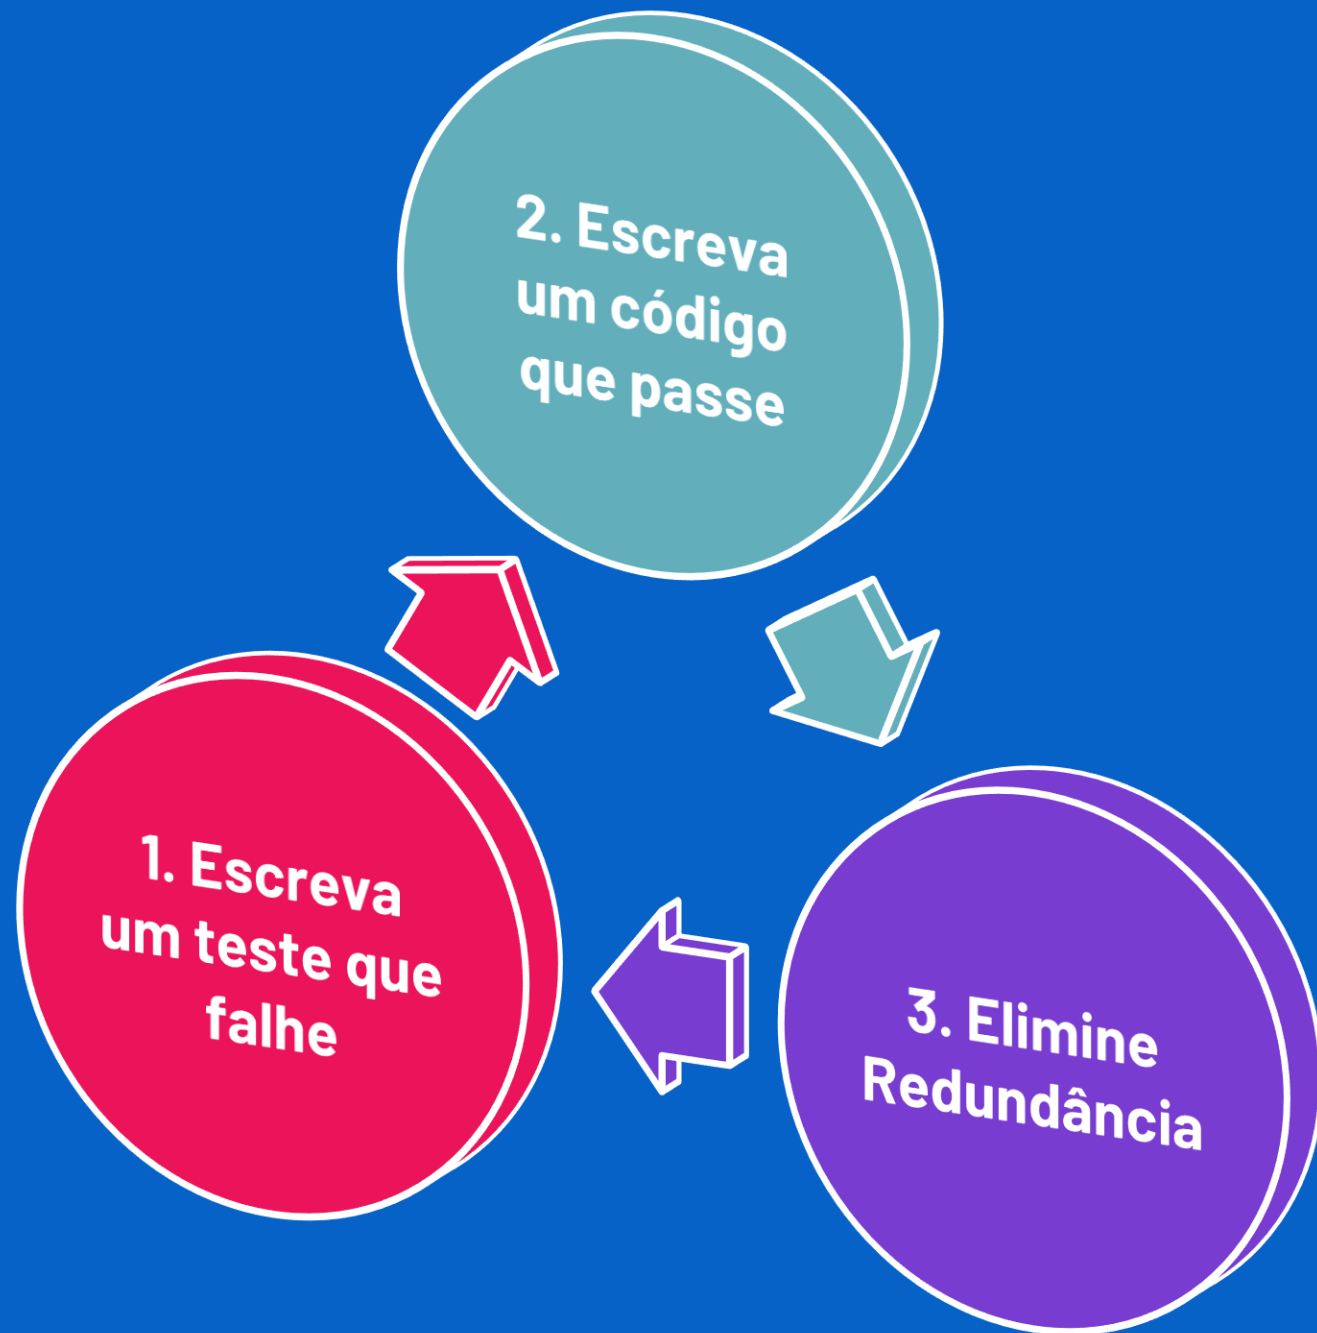 2. Escreva
um código
que passe
1. Escreva
um teste que
falhe
3. Elimine
Redundância